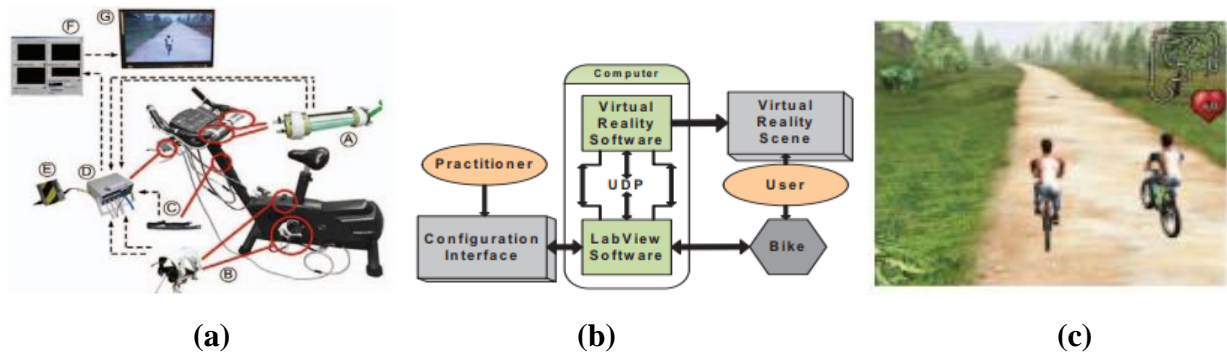 F
G
A
E
D
C
B
(a)
Computer
Virtual
Reality
Software
Virtual
Reality
Scene
Practitioner
UDP
User
Configuration
Interface
LabView
Software
Bike
(b)
(c)